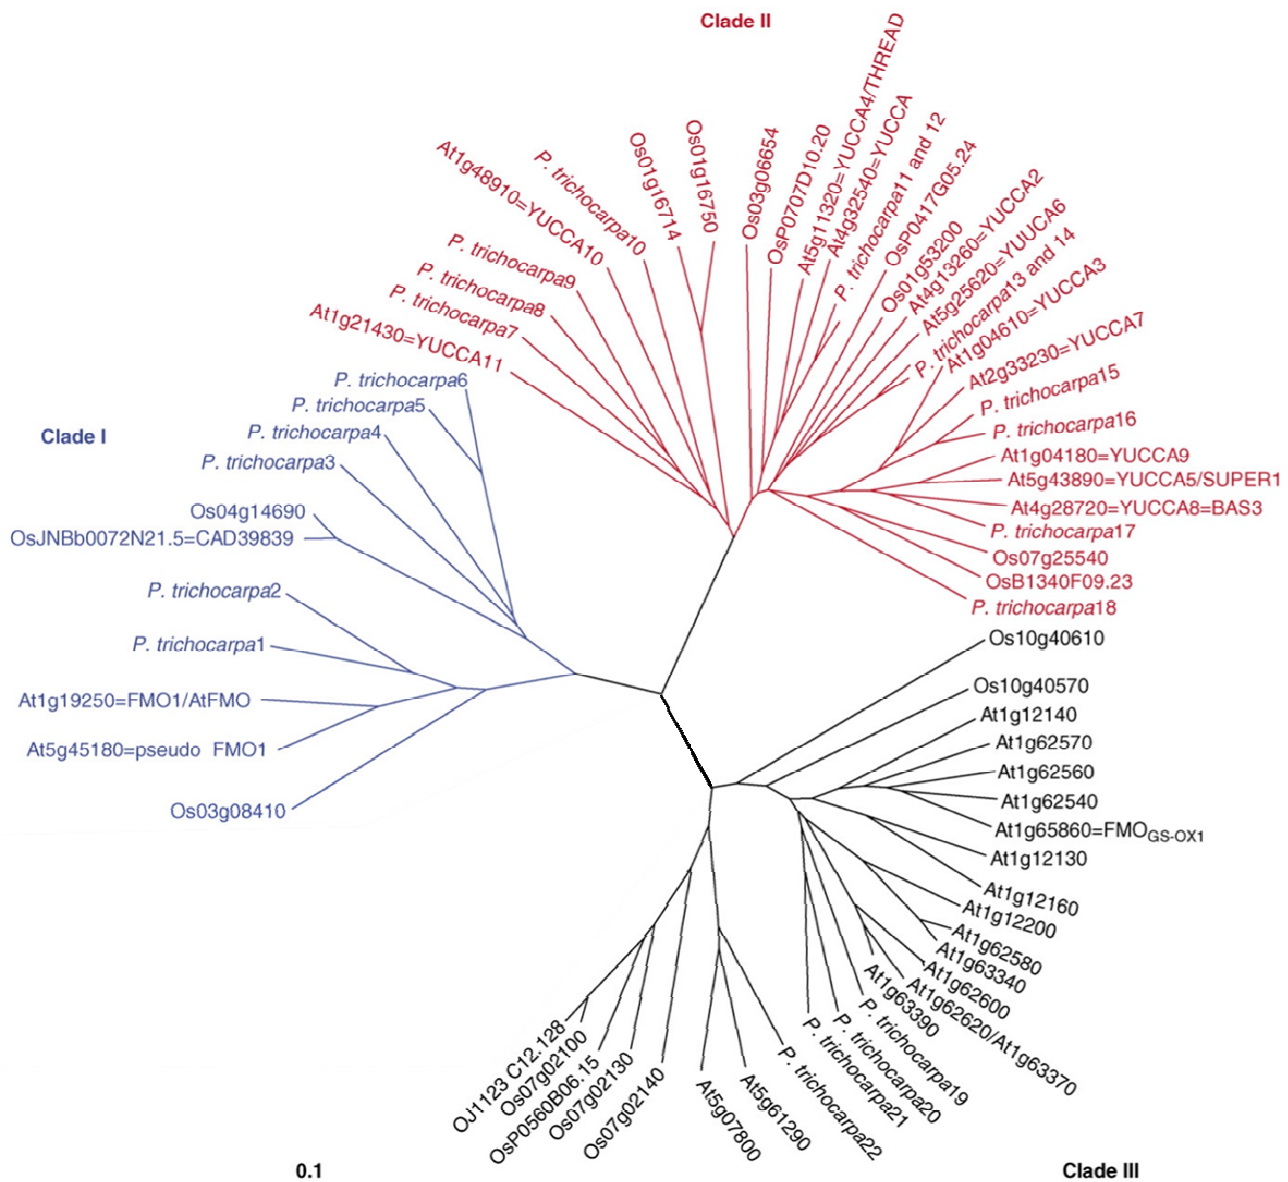 Clade II
At1g48910=YUCCA10
P. trichocarpa10
Os01g16714
Os01g16750
Os03g06654
OsP0707D10.20
At5g11320=YUCCA4/THREAD
At4g32540=YUCCA
P. trichocarpa11 and 12
OsP0417G05.24
Os01g53200
At4g13260=YUCCA2
At5g25620=YUUCA6
P. trichocarpa13 and 14
At1g04610=YUCCA3
At2g33230=YUCCA7
P. trichocarpa15
P. trichocarpa16
At1g04180=YUCCA9
At5g43890=YUCCA5/SUPER1
At4g28720=YUCCA8=BAS3
P. trichocarpa17
Os07g25540
OsB1340F09.23
P. trichocarpa18
P. trichocarpa9
P. trichocarpa8
P. trichocarpa7
At1g21430=YUCCA11
Clade I
P. trichocarpa6
P. trichocarpa5
P. trichocarpa4
P. trichocarpa3
Os04g14690
OsJNBb0072N21.5=CAD39839
P. trichocarpa2
P. trichocarpa1
At1g19250=FMO1/AtFMO
At5g45180=pseudo FMO1
Os03g08410
Os10g40610
Os10g40570
At1g12140
At1g62570
At1g62560
At1g62540
At1g65860=FMOGS-OX1
At1g12130
At1g12160
At1g12200
At1g62580
At1g63340
At1g62600
At1g62620/At1g63370
At1g63390
P. trichocarpa19
P. trichocarpa20
P. trichocarpa21
P. trichocarpa22
At5g61290
At5g07800
Os07g02140
Os07g02130
OsP0560B06.15
Os07g02100
OJ1123 C12.128
0.1
Clade III